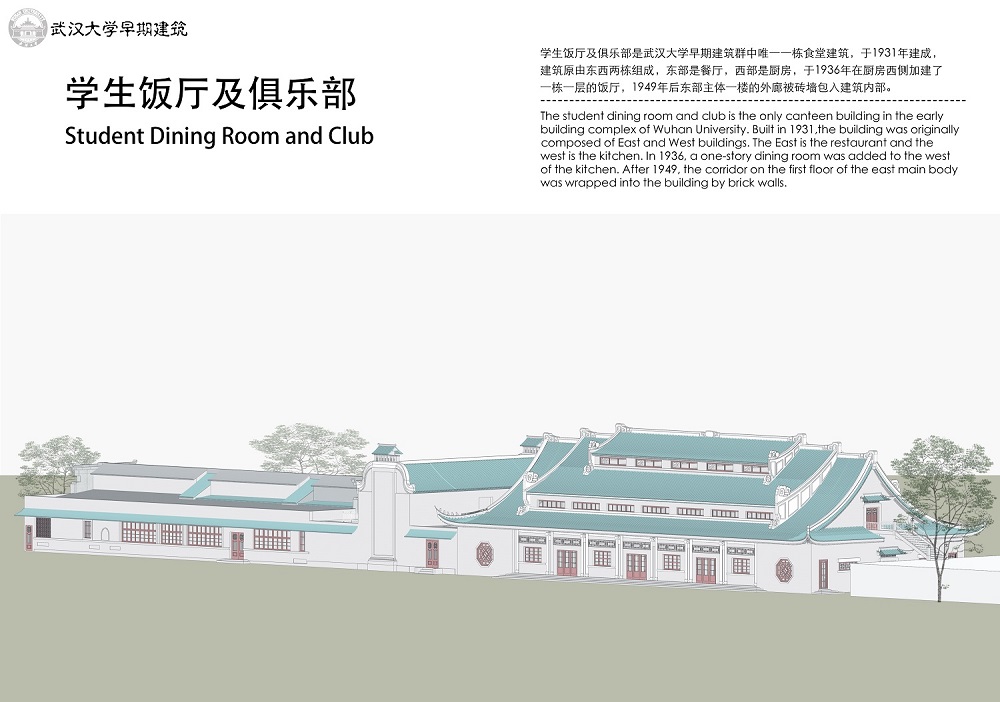 武汉大学早期建筑
学生饭厅及俱乐部
Student Dining Room and Club
学生饭厅及俱乐部是武汉大学早期建筑群中唯一一栋食堂建筑，于1931年建成，
建筑原由东西两栋组成，东部是餐厅，西部是厨房，于1936年在厨房西侧加建了
一栋一层的饭厅，1949年后东部主体一楼的外廊被砖墙包入建筑内部。
The student dining room and club is the only canteen building in the early
building complex of Wuhan University. Built in 1931,the building was originally
composed of East and West buildings. The East is the restaurant and the
west is the kitchen. In 1936, a one-story dining room was added to the west
of the kitchen. After 1949, the corridor on the first floor of the east main body
was wrapped into the building by brick walls.